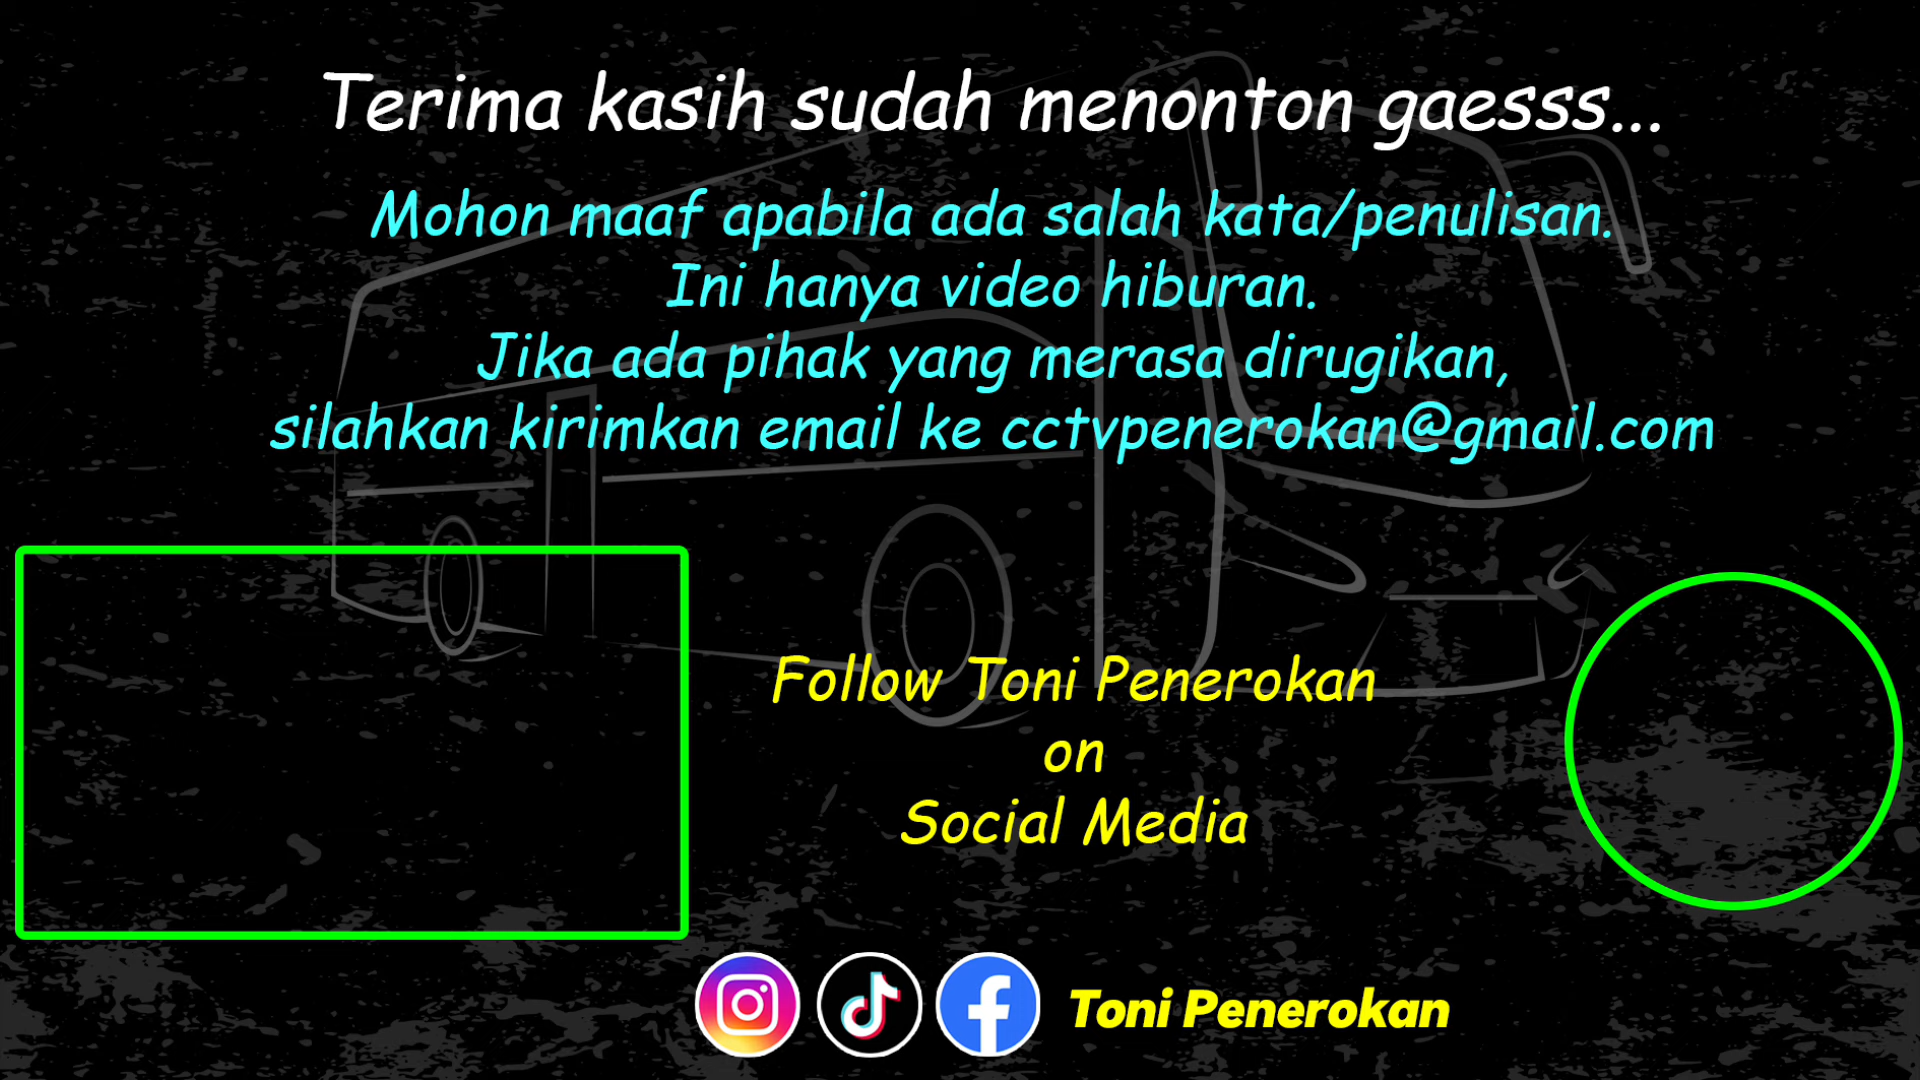 Terima kasih sudah menonton gaesss...
Mohon maaf apabila ada salah kata/penulisan.
Ini hanya video hiburan.
Jika ada pihak yang merasa dirugikan,
silahkan kirimkan email ke cctvpenerokan@gmail.com
Follow Toni Penerokan
on
Social Media
Toni Penerokan